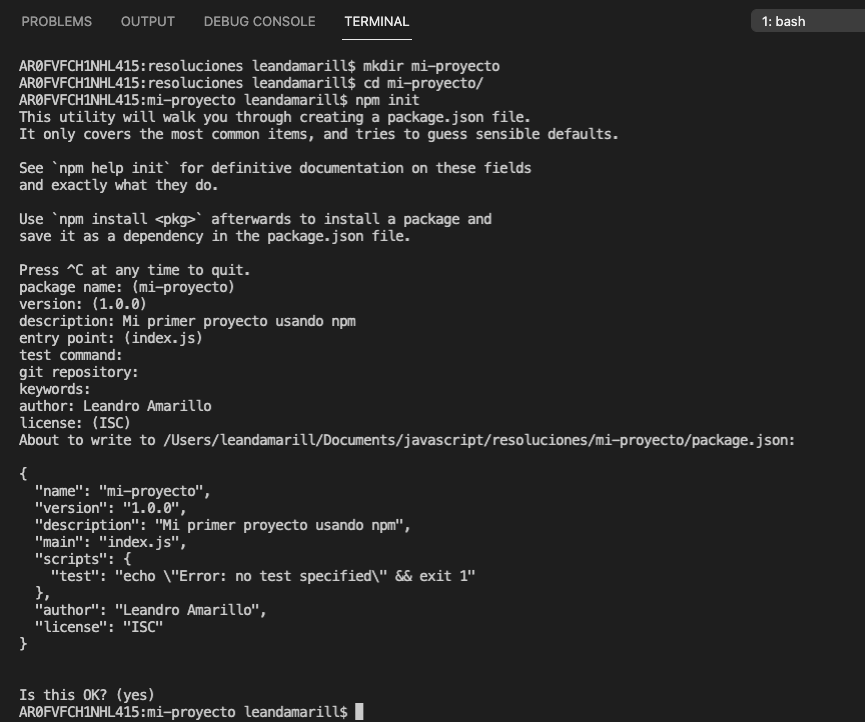 PROBLEMS OUTPUT DEBUG CONSOLE TERMINAL 1: bash
AR0FVFCH1NHL415:resoluciones leandamarill$ mkdir mi-proyecto
AR0FVFCH1NHL415:resoluciones leandamarill$ cd mi-proyecto/
AR0FVFCH1NHL415:mi-proyecto leandamarill$ npm init
This utility will walk you through creating a package.json file.
It only covers the most common items, and tries to guess sensible defaults.

See `npm help init` for definitive documentation on these fields
and exactly what they do.

Use `npm install <pkg>` afterwards to install a package and
save it as a dependency in the package.json file.

Press ^C at any time to quit.
package name: (mi-proyecto)
version: (1.0.0)
description: Mi primer proyecto usando npm
entry point: (index.js)
test command:
git repository:
keywords:
author: Leandro Amarillo
license: (ISC)
About to write to /Users/leandamarill/Documents/javascript/resoluciones/mi-proyecto/package.json:

{
  "name": "mi-proyecto",
  "version": "1.0.0",
  "description": "Mi primer proyecto usando npm",
  "main": "index.js",
  "scripts": {
    "test": "echo \"Error: no test specified\" && exit 1"
  },
  "author": "Leandro Amarillo",
  "license": "ISC"
}

Is this OK? (yes)
AR0FVFCH1NHL415:mi-proyecto leandamarill$